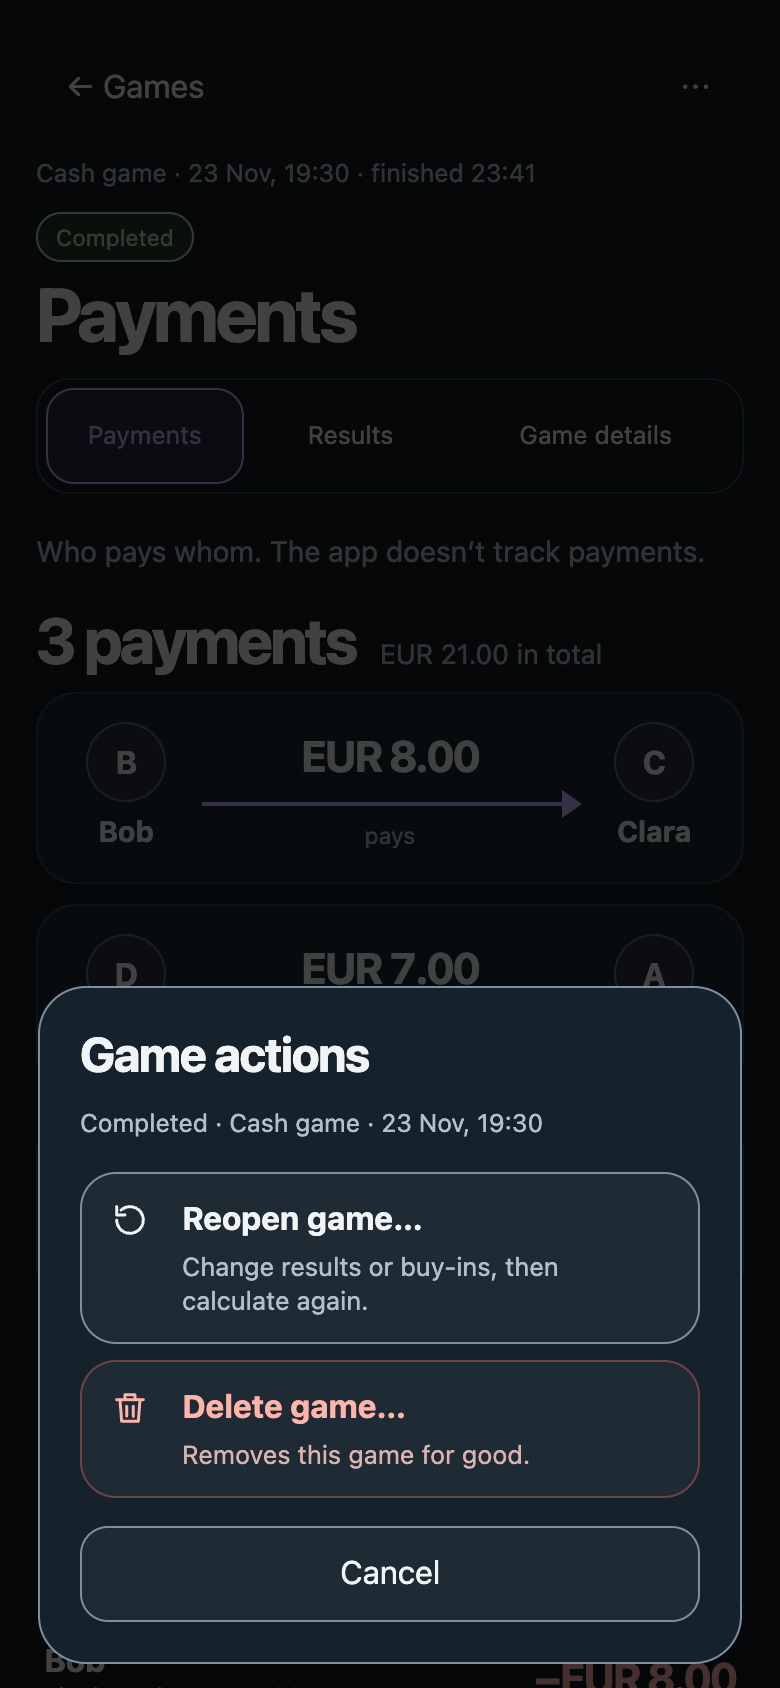 ← Games
...
Cash game · 23 Nov, 19:30 · finished 23:41
Completed
Payments
Payments Results Game details
Who pays whom. The app doesn’t track payments.
3 payments EUR 21.00 in total
B EUR 8.00 C
Bob pays Clara
D EUR 7.00 A
Game actions
Completed · Cash game · 23 Nov, 19:30
Reopen game...
Change results or buy-ins, then
calculate again.
Delete game...
Removes this game for good.
Cancel
Bob −EUR 8.00